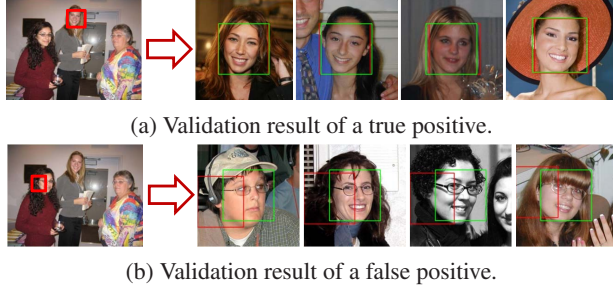 (a) Validation result of a true positive.
(b) Validation result of a false positive.